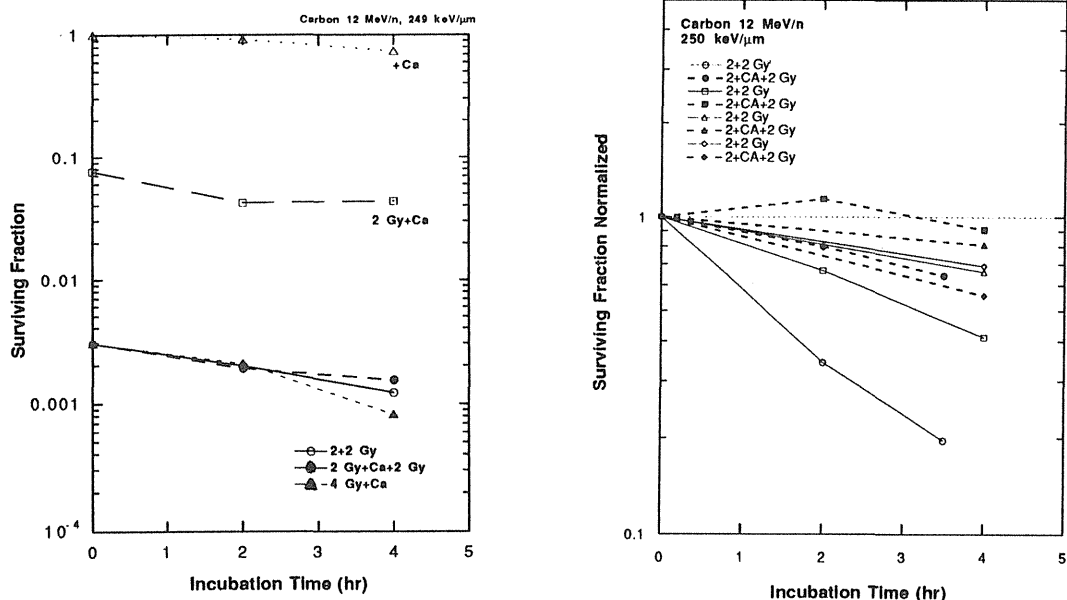 Carbon 12 MeV/n, 249 keV/μm
1
0.1
0.01
0.001
10-4
Surviving Fraction
+Ca
2 Gy+Ca
2+2 Gy
2 Gy+Ca+2 Gy
4 Gy+Ca
0 1 2 3 4 5
Incubation Time (hr)
Carbon 12 MeV/n
250 keV/μm
2+2 Gy
2+CA+2 Gy
2+2 Gy
2+CA+2 Gy
2+2 Gy
2+CA+2 Gy
2+2 Gy
2+CA+2 Gy
1
0.1
Surviving Fraction Normalized
0 1 2 3 4 5
Incubation Time (hr)